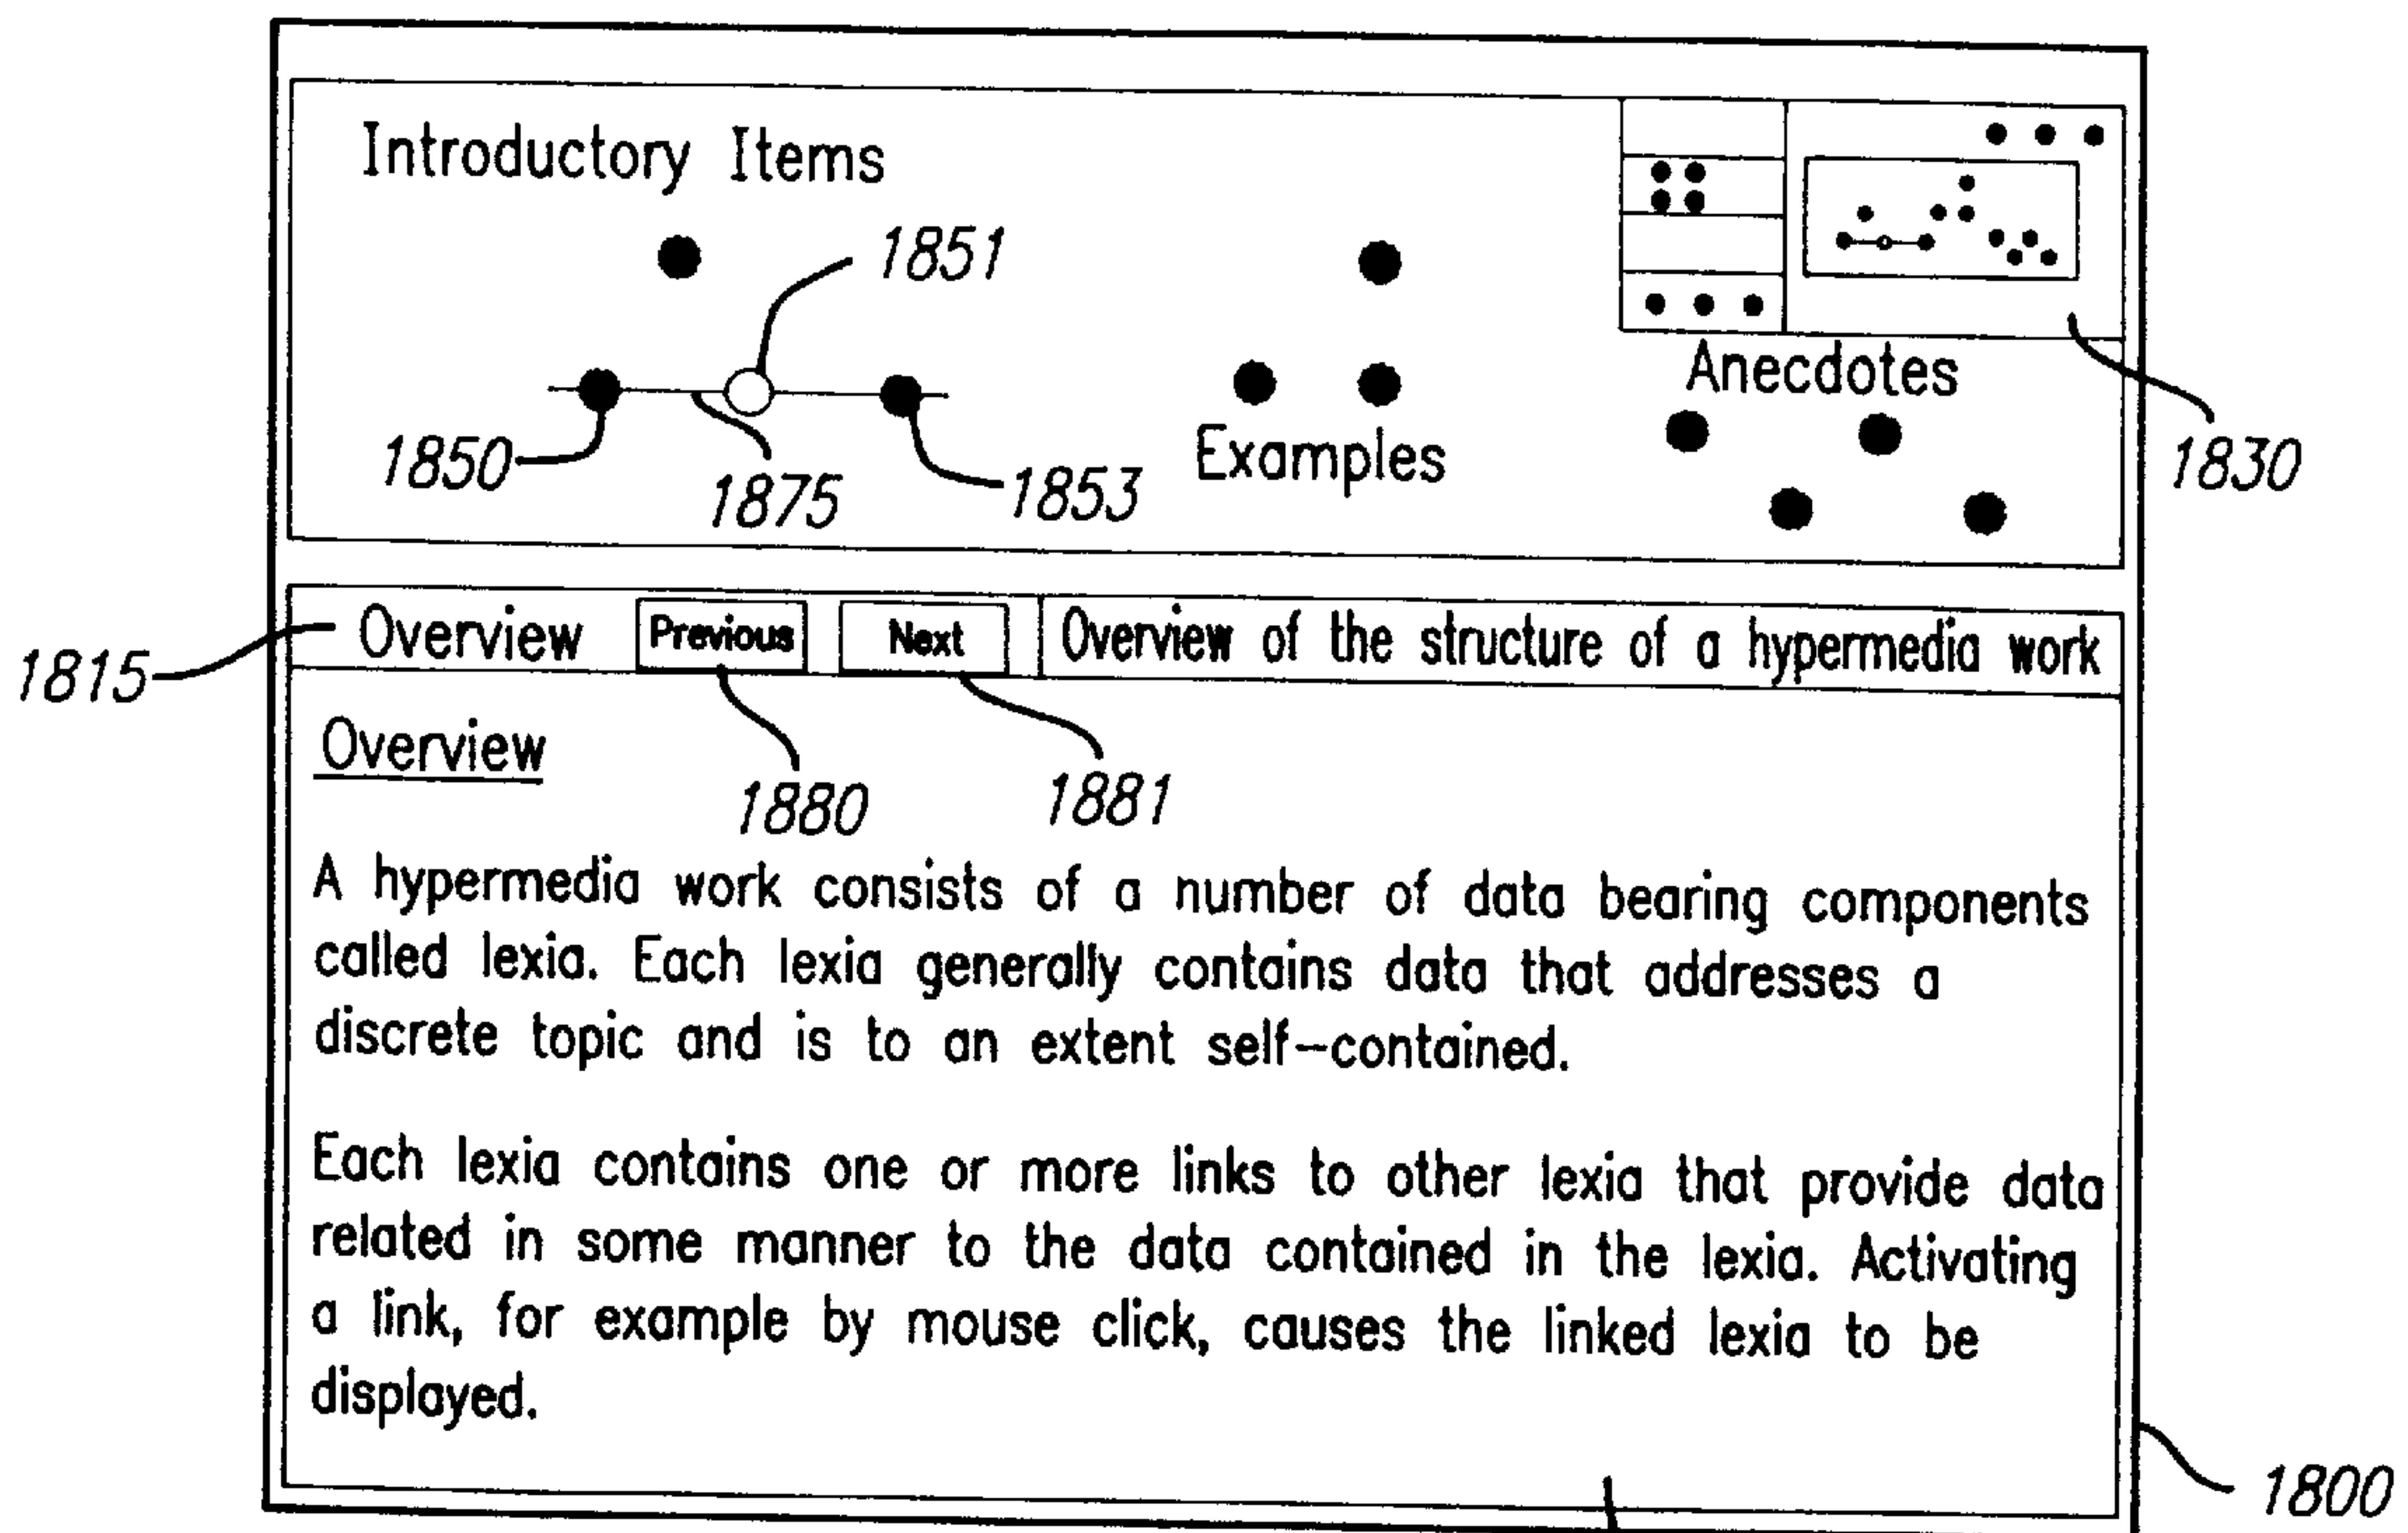 Introductory Items
1851
Anecdotes
1850
1875
1853
Examples
1830
1815
Overview
Previous
Next
Overview of the structure of a hypermedia work
Overview
1880
1881
A hypermedia work consists of a number of data bearing components
called lexia. Each lexia generally contains data that addresses a
discrete topic and is to an extent self-contained.
Each lexia contains one or more links to other lexia that provide data
related in some manner to the data contained in the lexia. Activating
a link, for example by mouse click, causes the linked lexia to be
displayed.
1800